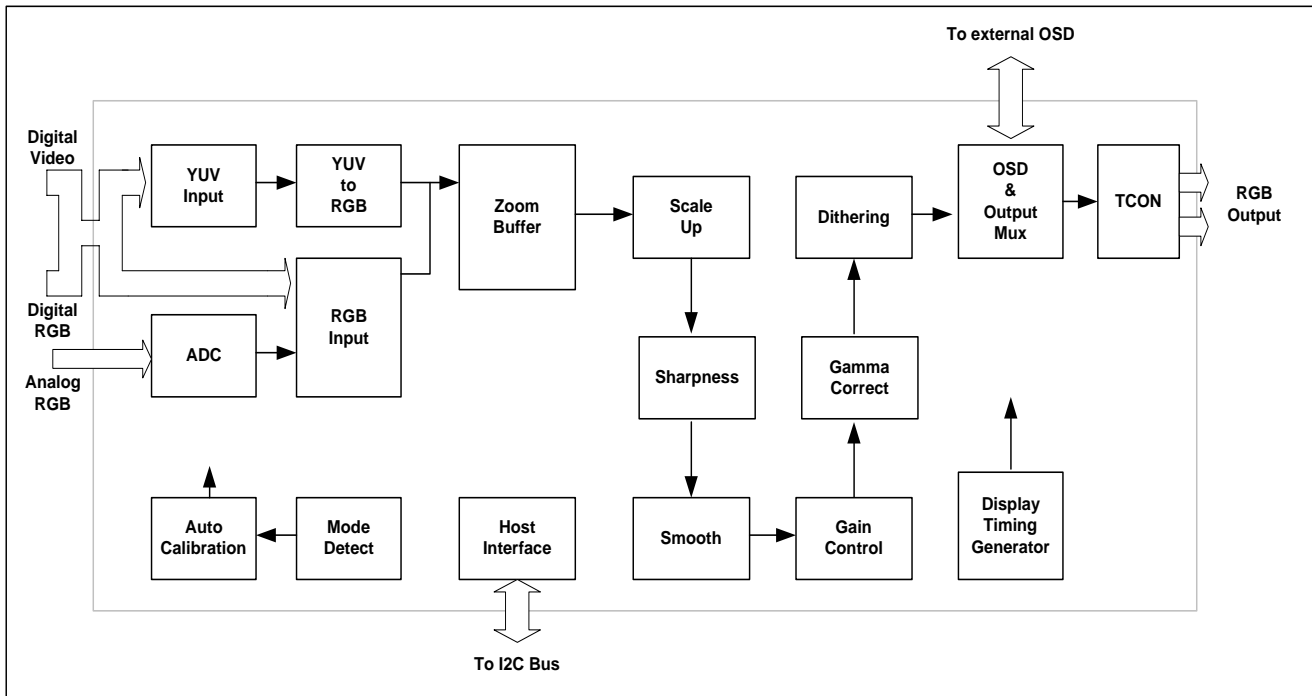 To external OSD
Digital
Video
YUV
Input
YUV
to
RGB
Zoom
Buffer
Scale
Up
Dithering
OSD
&
Output
Mux
TCON
RGB
Output
Digital
RGB
Analog
RGB
ADC
RGB
Input
Sharpness
Gamma
Correct
Auto
Calibration
Mode
Detect
Host
Interface
Smooth
Gain
Control
Display
Timing
Generator
To I2C Bus